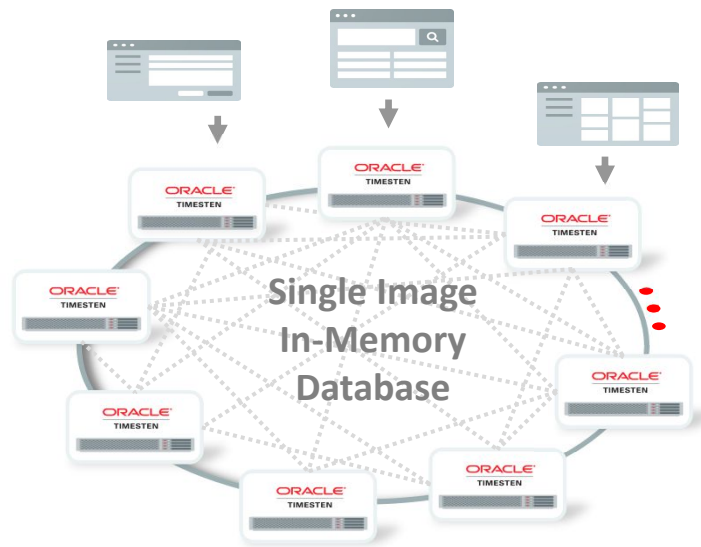 ORACLE®
TIMESTEN
ORACLE®
TIMESTEN
ORACLE®
TIMESTEN
ORACLE®
TIMESTEN
Single Image
In-Memory
Database
ORACLE®
TIMESTEN
ORACLE®
TIMESTEN
ORACLE®
TIMESTEN
ORACLE®
TIMESTEN